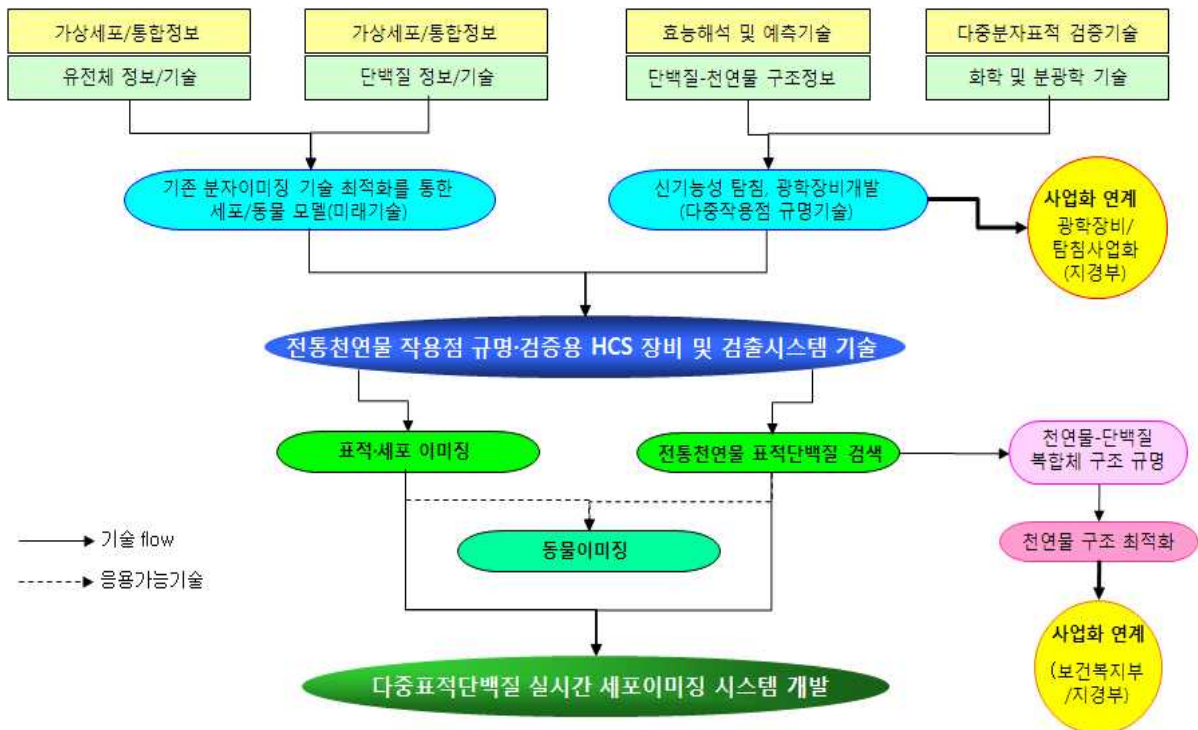 가상세포/통합정보
유전체 정보/기술
가상세포/통합정보
단백질 정보/기술
효능해석 및 예측기술
단백질-천연물 구조정보
다중분자표적 검증기술
화학 및 분광학 기술
기존 분자이미징 기술 최적화를 통한
세포/동물 모델(미래기술)
신기능성 탐침, 광학장비개발
(다중작용점 규명기술)
사업화 연계
광학장비/
탐침사업화
(지경부)
전통천연물 작용점 규명·검증용 HCS 장비 및 검출시스템 기술
표적·세포 이미징
전통천연물 표적단백질 검색
천연물-단백질
복합체 구조 규명
동물이미징
천연물 구조 최적화
기술 flow
응용가능기술
사업화 연계
(보건복지부
/지경부)
다중표적단백질 실시간 세포이미징 시스템 개발